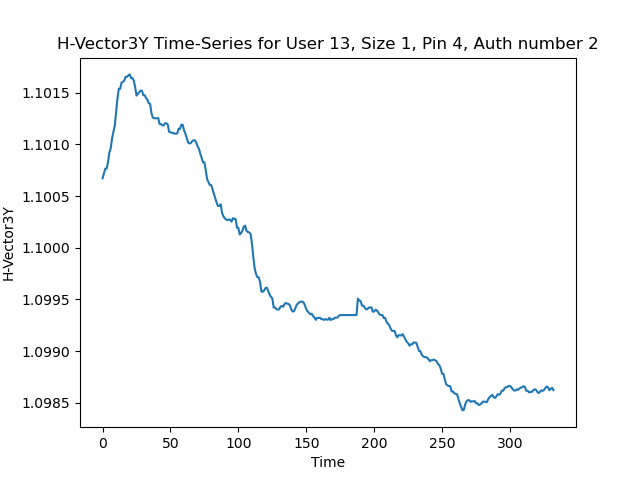 H-Vector3Y Time-Series for User 13, Size 1, Pin 4, Auth number 2
H-Vector3Y
1.1015
1.1010
1.1005
1.1000
1.0995
1.0990
1.0985
0 50 100 150 200 250 300
Time